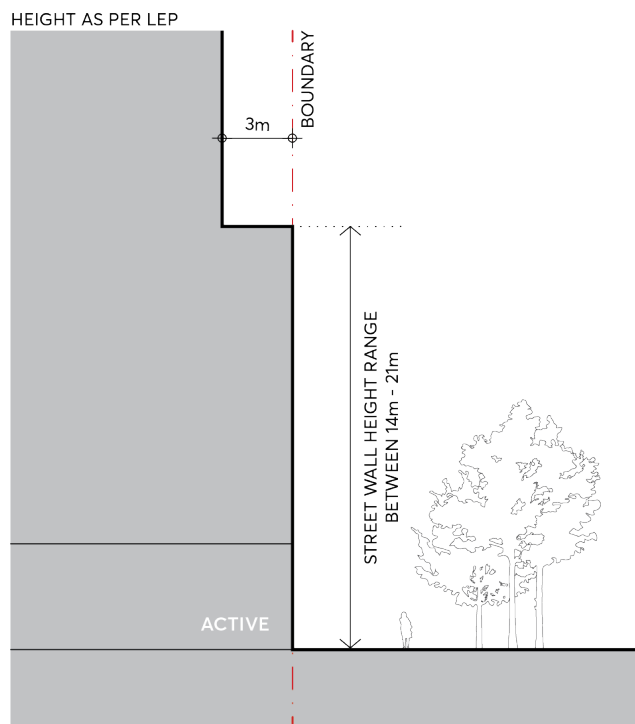 HEIGHT AS PER LEP
BOUNDARY
3m
STREET WALL HEIGHT RANGE
BETWEEN 14m - 21m
ACTIVE